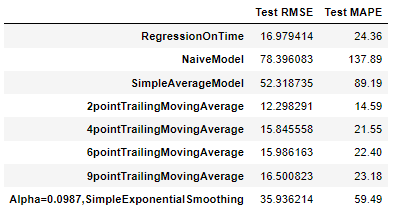 Test RMSE Test MAPE
RegressionOnTime 16.979414 24.36
NaiveModel 78.396083 137.89
SimpleAverageModel 52.318735 89.19
2pointTrailingMovingAverage 12.298291 14.59
4pointTrailingMovingAverage 15.845558 21.55
6pointTrailingMovingAverage 15.986163 22.40
9pointTrailingMovingAverage 16.500823 23.18
Alpha=0.0987,SimpleExponentialSmoothing 35.936214 59.49